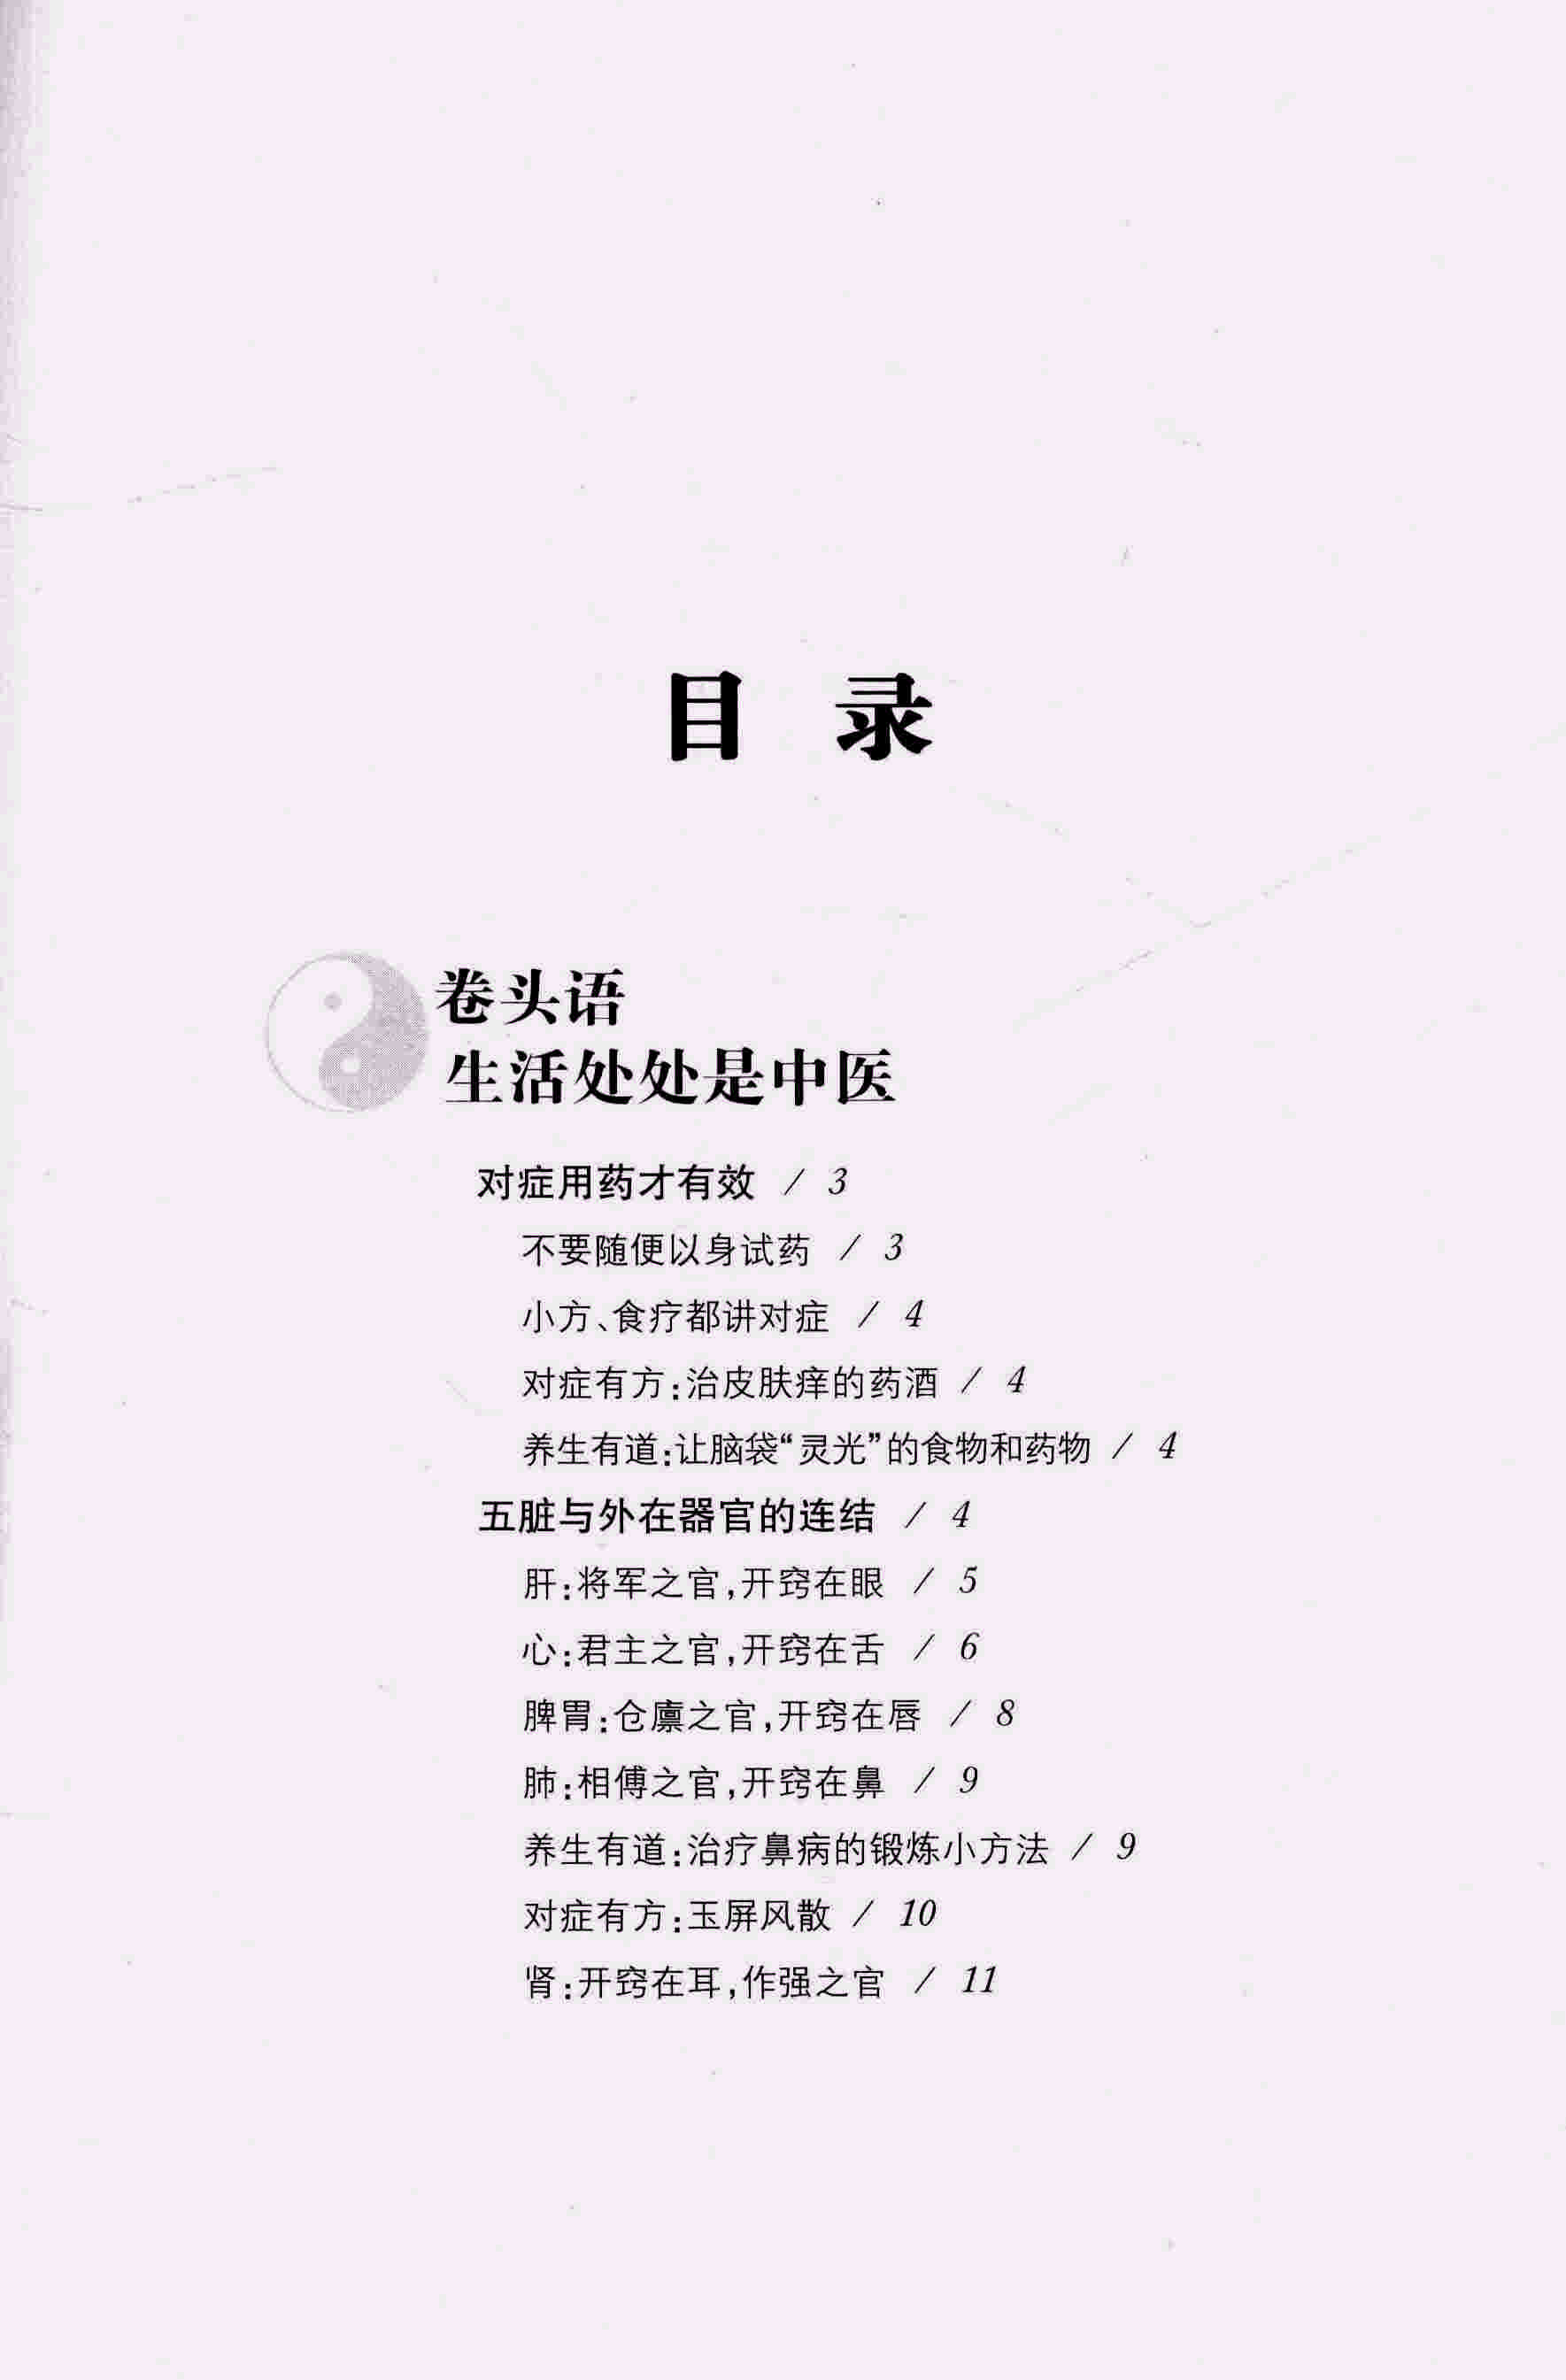 目 录
卷头语
生活处处是中医
对症用药才有效 / 3
不要随便以身试药 / 3
小方、食疗都讲对症 / 4
对症有方:治皮肤痒的药酒 / 4
养生有道:让脑袋“灵光”的食物和药物 / 4
五脏与外在器官的连结 / 4
肝:将军之官,开窍在眼 / 5
心:君主之官,开窍在舌 / 6
脾胃:仓廪之官,开窍在唇 / 8
肺:相傅之官,开窍在鼻 / 9
养生有道:治疗鼻病的锻炼小方法 / 9
对症有方:玉屏风散 / 10
肾:开窍在耳,作强之官 / 11